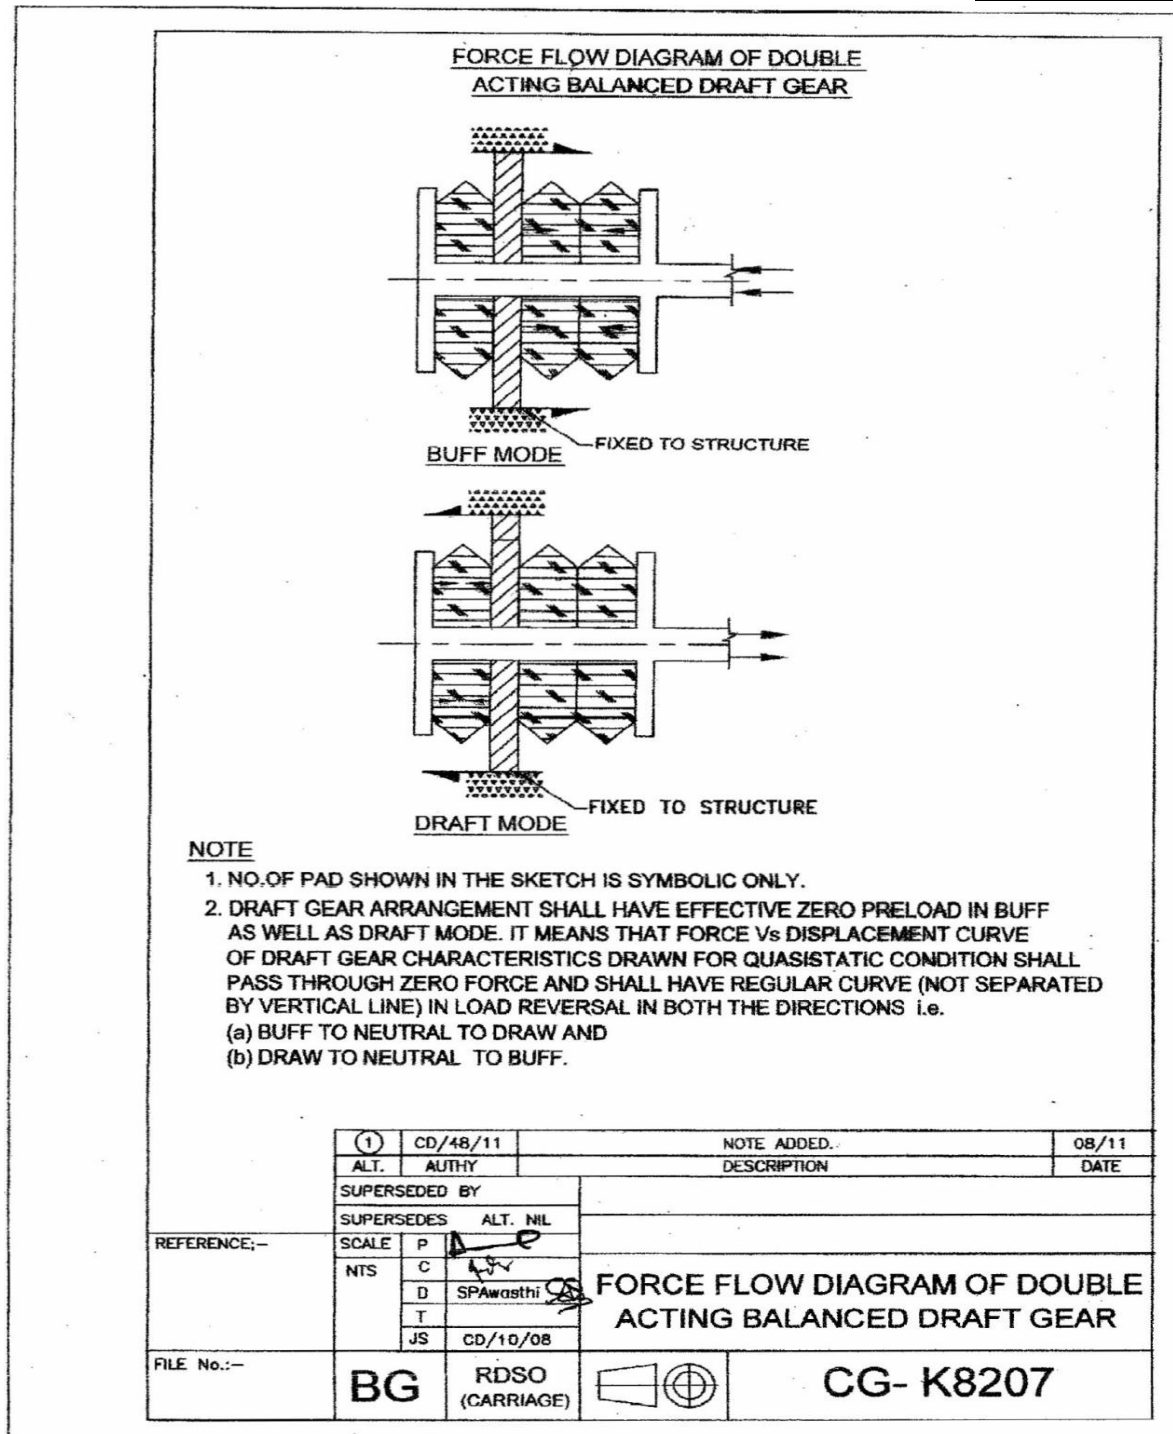 FORCE FLOW DIAGRAM OF DOUBLE
ACTING BALANCED DRAFT GEAR
FIXED TO STRUCTURE
BUFF MODE
FIXED TO STRUCTURE
DRAFT MODE
NOTE
1. NO.OF PAD SHOWN IN THE SKETCH IS SYMBOLIC ONLY.
2. DRAFT GEAR ARRANGEMENT SHALL HAVE EFFECTIVE ZERO PRELOAD IN BUFF
AS WELL AS DRAFT MODE. IT MEANS THAT FORCE Vs DISPLACEMENT CURVE
OF DRAFT GEAR CHARACTERISTICS DRAWN FOR QUASISTATIC CONDITION SHALL
PASS THROUGH ZERO FORCE AND SHALL HAVE REGULAR CURVE (NOT SEPARATED
BY VERTICAL LINE) IN LOAD REVERSAL IN BOTH THE DIRECTIONS i.e.
(a) BUFF TO NEUTRAL TO DRAW AND
(b) DRAW TO NEUTRAL TO BUFF.
1 CD/48/11 NOTE ADDED. 08/11
ALT. AUTHY DESCRIPTION DATE
SUPERSEDED BY
SUPERSEDES ALT. NIL
REFERENCE;- SCALE P
NTS C
D SPAwasthi
T
JS CD/10/08
FORCE FLOW DIAGRAM OF DOUBLE
ACTING BALANCED DRAFT GEAR
FILE No.:-
BG
RDSO
(CARRIAGE)
CG- K8207